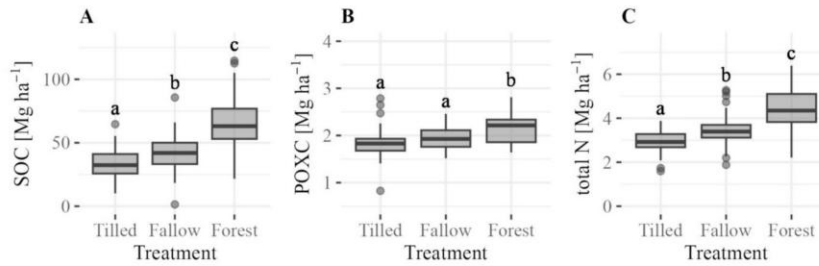 A
SOC [Mg ha⁻¹]
100
50
0
a
b
c
Tilled Fallow Forest
Treatment
B
POXC [Mg ha⁻¹]
4
3
2
1
a
a
b
Tilled Fallow Forest
Treatment
C
total N [Mg ha⁻¹]
6
4
2
0
a
b
c
Tilled Fallow Forest
Treatment